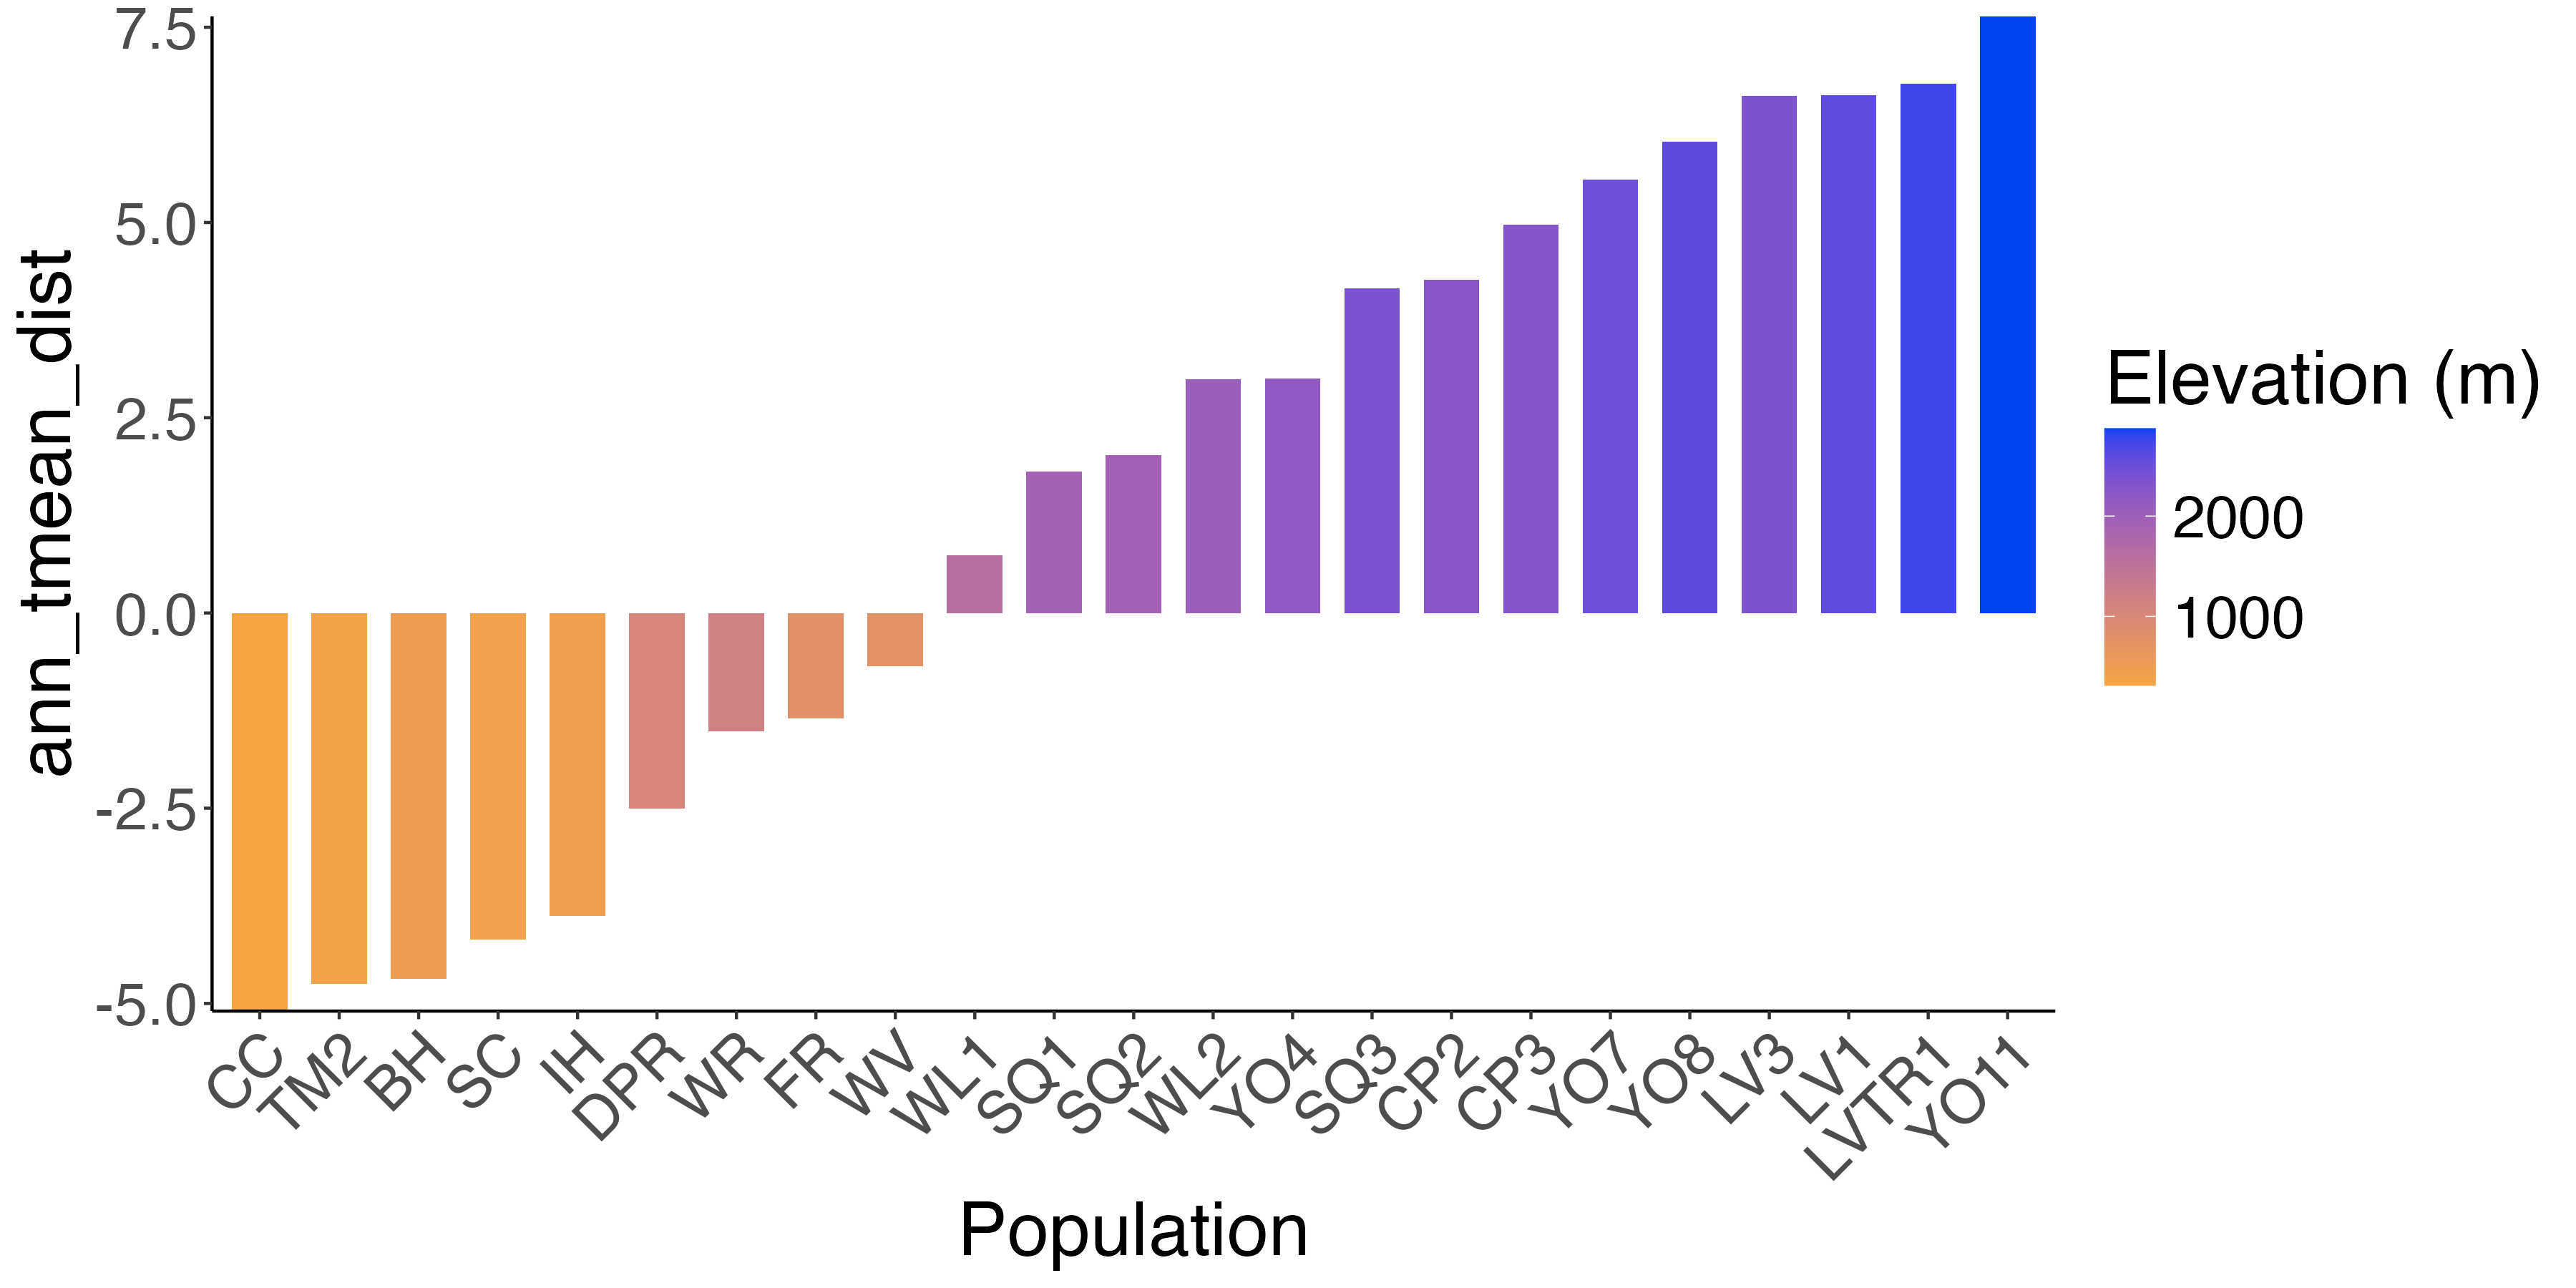 ann_tmean_dist
7.5
5.0
2.5
0.0
-2.5
-5.0
CC
TM2
BH
SC
IH
DPR
WR
FR
WV
WL1
SQ1
SQ2
WL2
YO4
SQ3
CP2
CP3
YO7
YO8
LV3
LV1
LVTR1
YO11
Population
Elevation (m)
2000
1000